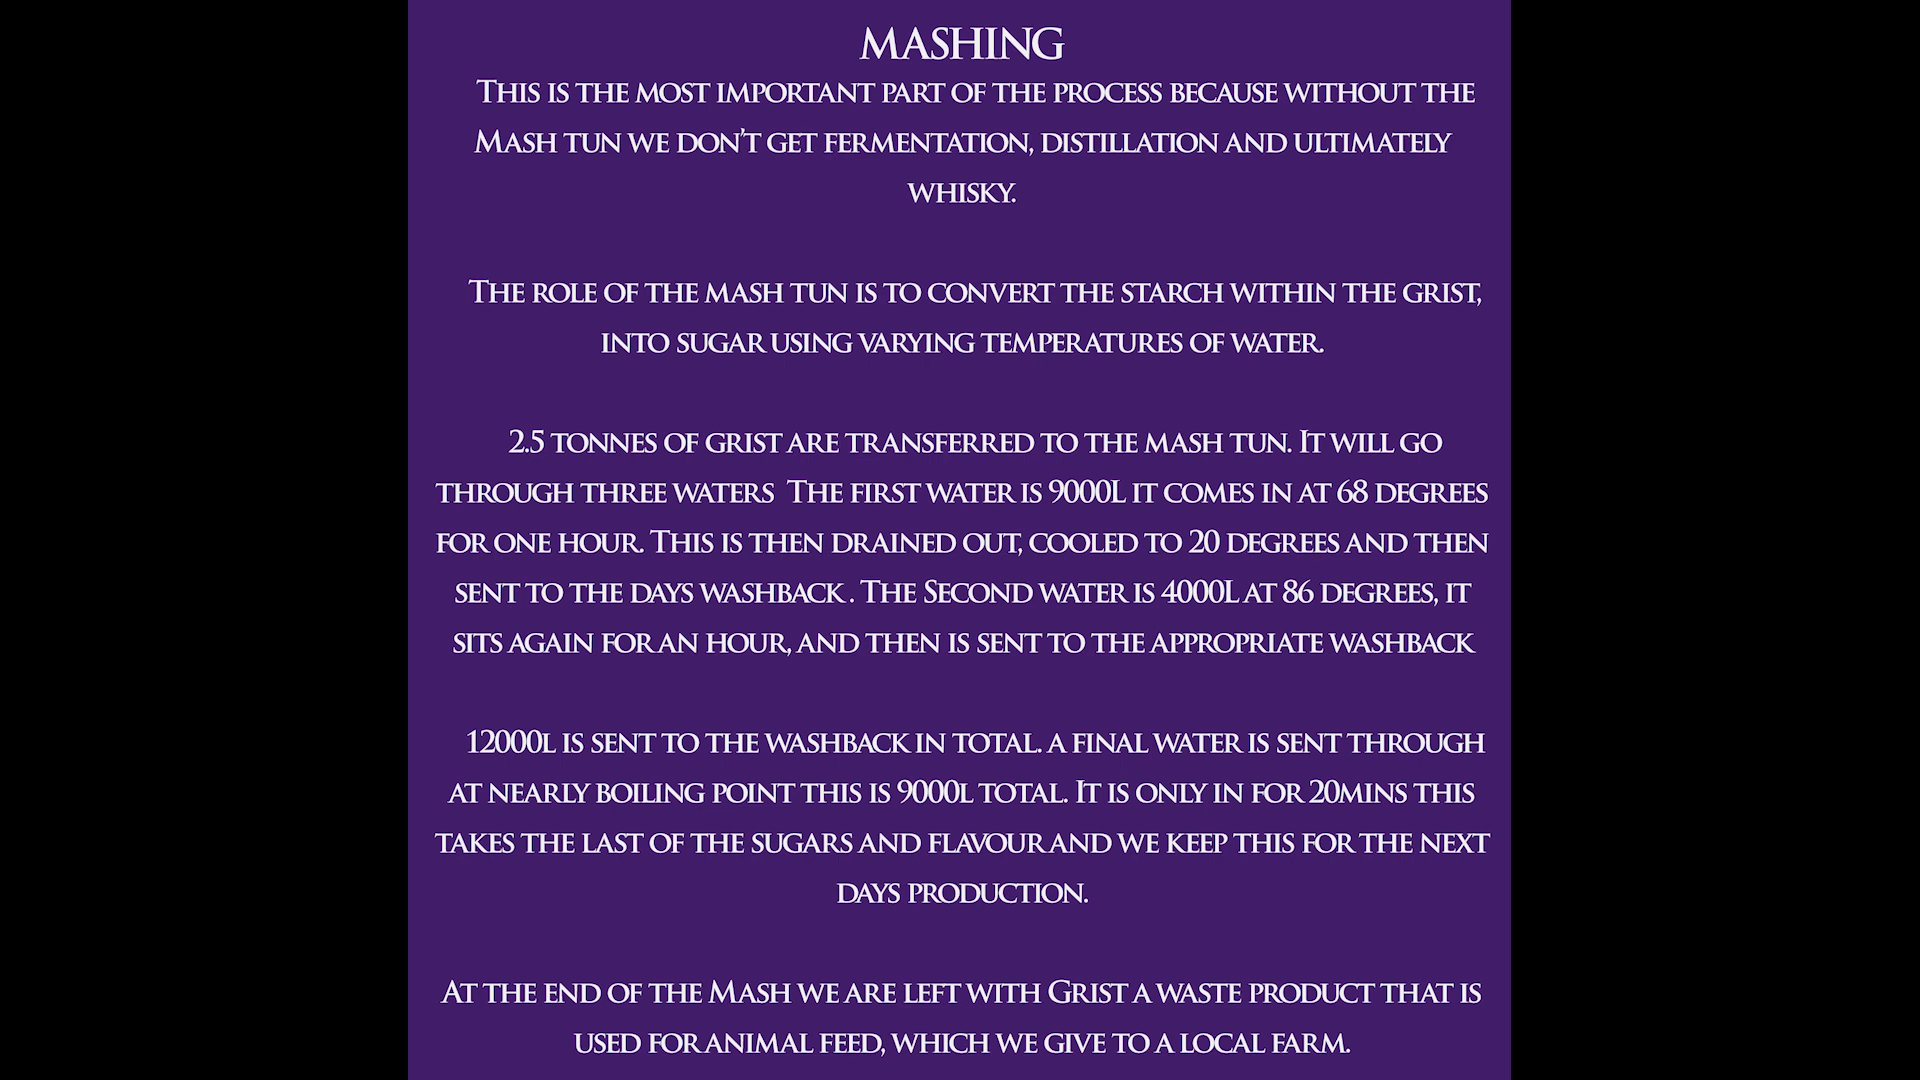 MASHING
This is the most important part of the process because without the
Mash tun we don't get fermentation, distillation and ultimately
whisky.
The role of the mash tun is to convert the starch within the grist,
into sugar using varying temperatures of water.
2.5 tonnes of grist are transferred to the mash tun. It will go
through three waters The first water is 9000L it comes in at 68 degrees
for one hour. This is then drained out, cooled to 20 degrees and then
sent to the days washback . The Second water is 4000L at 86 degrees, it
sits again for an hour, and then is sent to the appropriate washback
12000l is sent to the washback in total. a final water is sent through
at nearly boiling point this is 9000l total. It is only in for 20mins this
takes the last of the sugars and flavour and we keep this for the next
days production.
At the end of the Mash we are left with Grist a waste product that is
used for animal feed, which we give to a local farm.